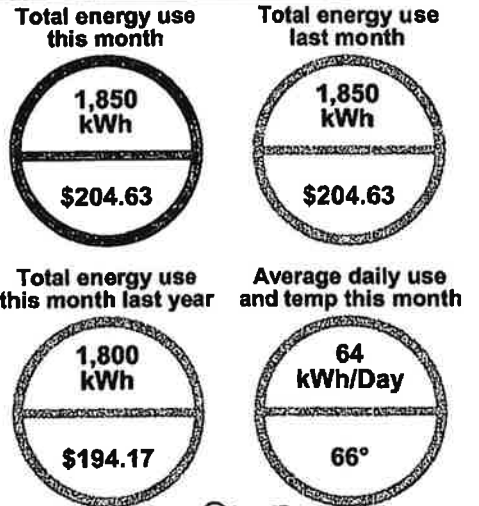 Total energy use
this month
1,850
kWh
$204.63
Total energy use
last month
1,850
kWh
$204.63
Total energy use
this month last year
1,800
kWh
$194.17
Average daily use
and temp this month
64
kWh/Day
66°